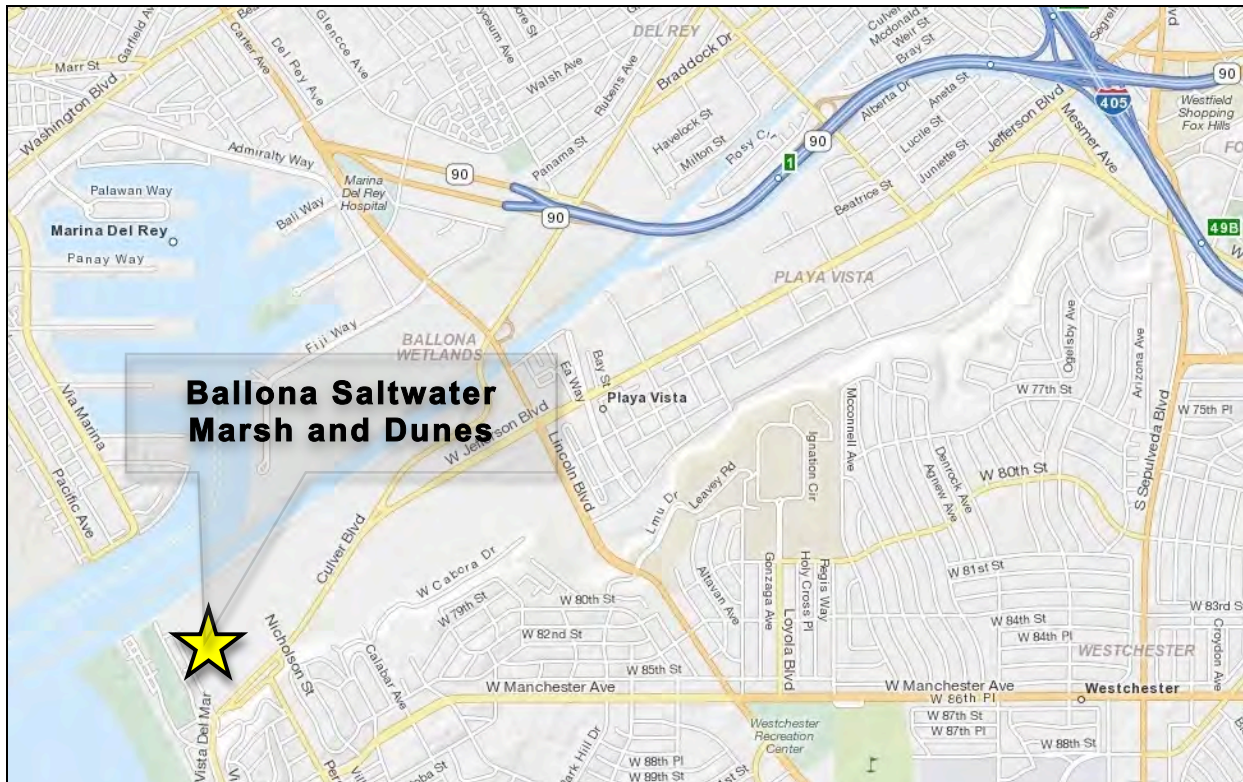 DEL REY
Garfield Ave
Glencoe Ave
Marr St
Carter Ave
Del Rey Ave
Walsh Ave
Rubens Ave
Braddock Dr
Mcdonald
Weir St
Bray St
Segrell
90
405
Washington Blvd
Havelock St
Milton St
Alberta Dr
Aneta St
Lucile St
Juniette St
Jefferson Blvd
Mesmer Ave
Westfield
Shopping
Fox Hills
Admiralty Way
90
Panama St
90
90
1
Beatrice St
Palawan Way
Bali Way
Marina
Del Rey
Hospital
Marina Del Rey
Panay Way
49B
PLAYA VISTA
Fiji Way
BALLONA
WETLANDS
Ea Way
Bay St
Playa Vista
Ogelsby Ave
Arizona Ave
W 77th St
W 75th Pl
Ballona Saltwater
Marsh and Dunes
Via Marina
Pacific Ave
W Jefferson Blvd
Lincoln Blvd
Lmu Dr
Leavey Rd
Ignation Cir
Mcconnell Ave
Denrock Ave
Agnew Ave
W 80th St
S Sepulveda Blvd
Culver Blvd
W Cabora Dr
W 79th St
W 80th St
W 82nd St
Altavan Ave
Gonzaga Ave
Loyola Blvd
Holy Cross Pl
Regis Way
W 81st St
W 83rd S
W 84th St
W 84th Pl
Croydon Ave
WESTCHESTER
Nicholson St
Calabar Ave
W 85th St
W Manchester Ave
W Manchester Ave
W 86th Pl
Westchester
Vista Del Mar
W 87th St
W 87th Pl
Westchester
Recreation
Center
W 88th St
W 88th Pl
W 89th St